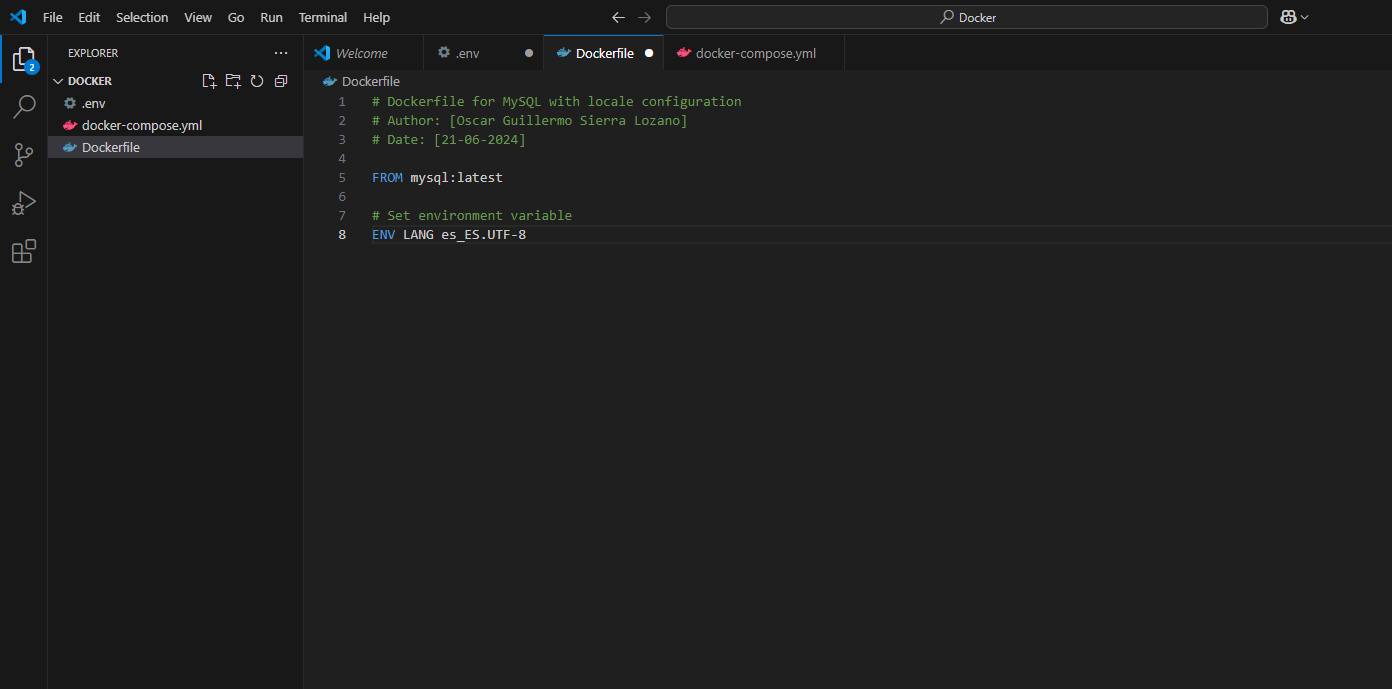 File Edit Selection View Go Run Terminal Help
Docker
2
EXPLORER
DOCKER
.env
docker-compose.yml
Dockerfile
Welcome
.env
Dockerfile
docker-compose.yml
Dockerfile
1 # Dockerfile for MySQL with locale configuration
2 # Author: [Oscar Guillermo Sierra Lozano]
3 # Date: [21-06-2024]
4
5 FROM mysql:latest
6
7 # Set environment variable
8 ENV LANG es_ES.UTF-8